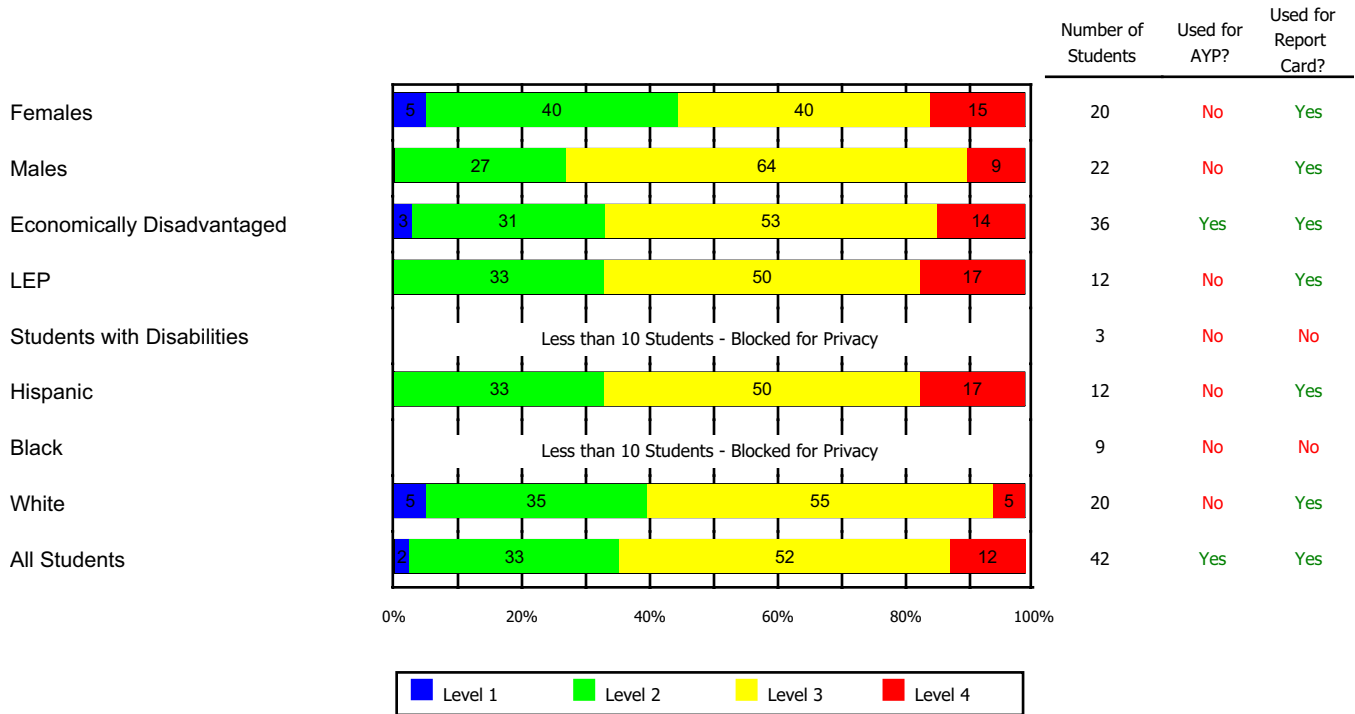 Number of Students Used for AYP? Used for Report Card?
Females 5 40 40 15 20 No Yes
Males 27 64 9 22 No Yes
Economically Disadvantaged 3 31 53 14 36 Yes Yes
LEP 33 50 17 12 No Yes
Students with Disabilities Less than 10 Students - Blocked for Privacy 3 No No
Hispanic 33 50 17 12 No Yes
Black Less than 10 Students - Blocked for Privacy 9 No No
White 5 35 55 5 20 No Yes
All Students 2 33 52 12 42 Yes Yes
0% 20% 40% 60% 80% 100%
Level 1 Level 2 Level 3 Level 4